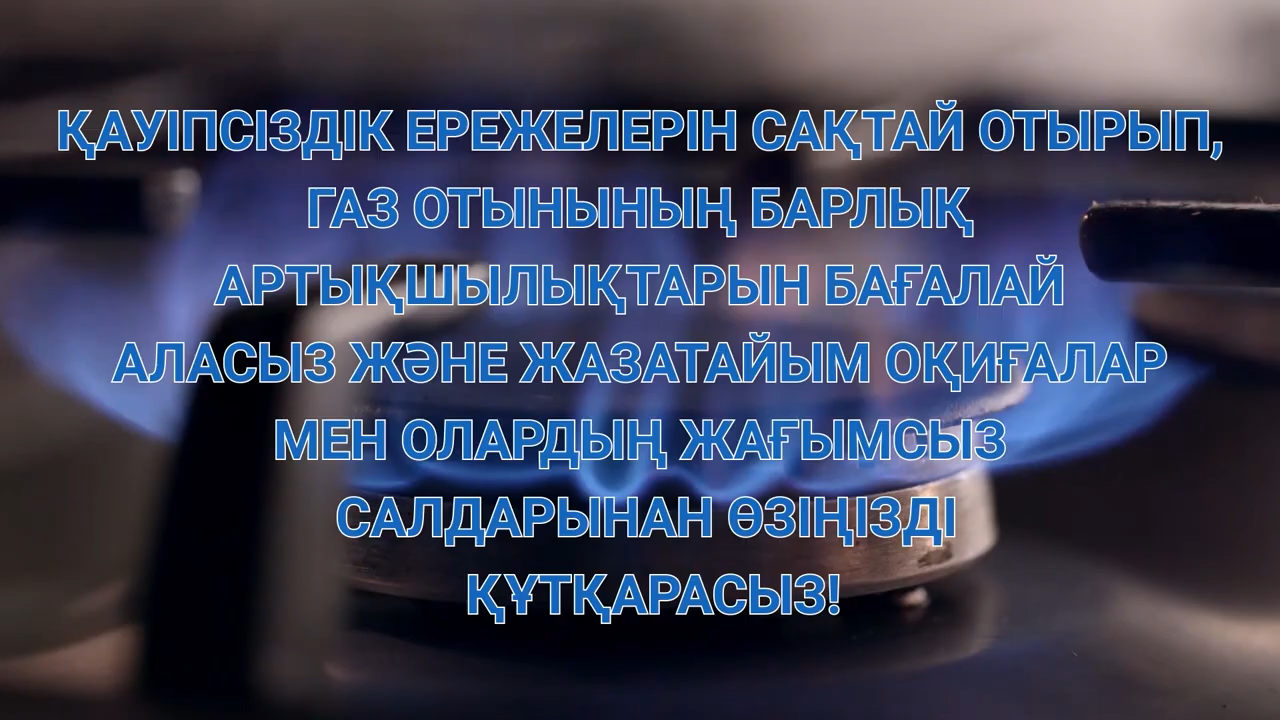 ҚАУІПСІЗДІК ЕРЕЖЕЛЕРІН САҚТАЙ ОТЫРЫП,
ГАЗ ОТЫНЫНЫҢ БАРЛЫҚ
АРТЫҚШЫЛЫҚТАРЫН БАҒАЛАЙ
АЛАСЫЗ ЖӘНЕ ЖАЗАТАЙЫМ ОҚИҒАЛАР
МЕН ОЛАРДЫҢ ЖАҒЫМСЫЗ
САЛДАРЫНАН ӨЗІҢІЗДІ
ҚҰТҚАРАСЫЗ!